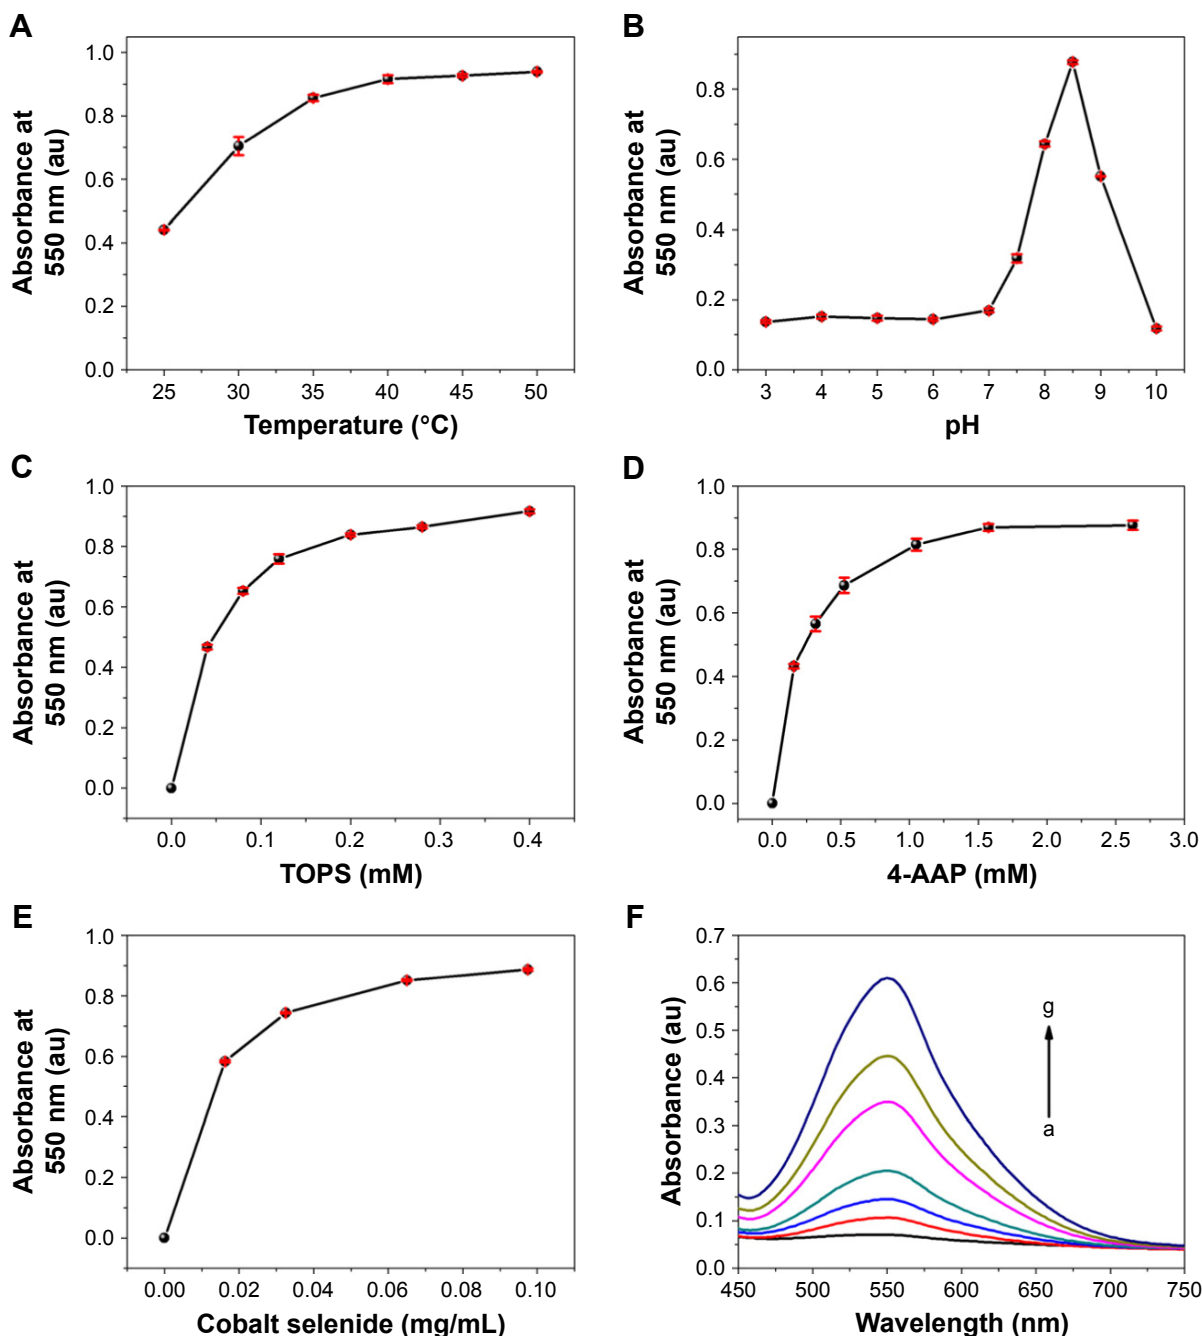 A
Absorbance at
550 nm (au)
1.0
0.8
0.6
0.4
0.2
0.0
25 30 35 40 45 50
Temperature (°C)
B
Absorbance at
550 nm (au)
0.8
0.6
0.4
0.2
0.0
3 4 5 6 7 8 9 10
pH
C
Absorbance at
550 nm (au)
1.0
0.8
0.6
0.4
0.2
0.0
0.0 0.1 0.2 0.3 0.4
TOPS (mM)
D
Absorbance at
550 nm (au)
1.0
0.8
0.6
0.4
0.2
0.0
0.0 0.5 1.0 1.5 2.0 2.5 3.0
4-AAP (mM)
E
Absorbance at
550 nm (au)
1.0
0.8
0.6
0.4
0.2
0.0
0.00 0.02 0.04 0.06 0.08 0.10
Cobalt selenide (mg/mL)
F
Absorbance (au)
0.7
0.6
0.5
0.4
0.3
0.2
0.1
0.0
g
a
450 500 550 600 650 700 750
Wavelength (nm)